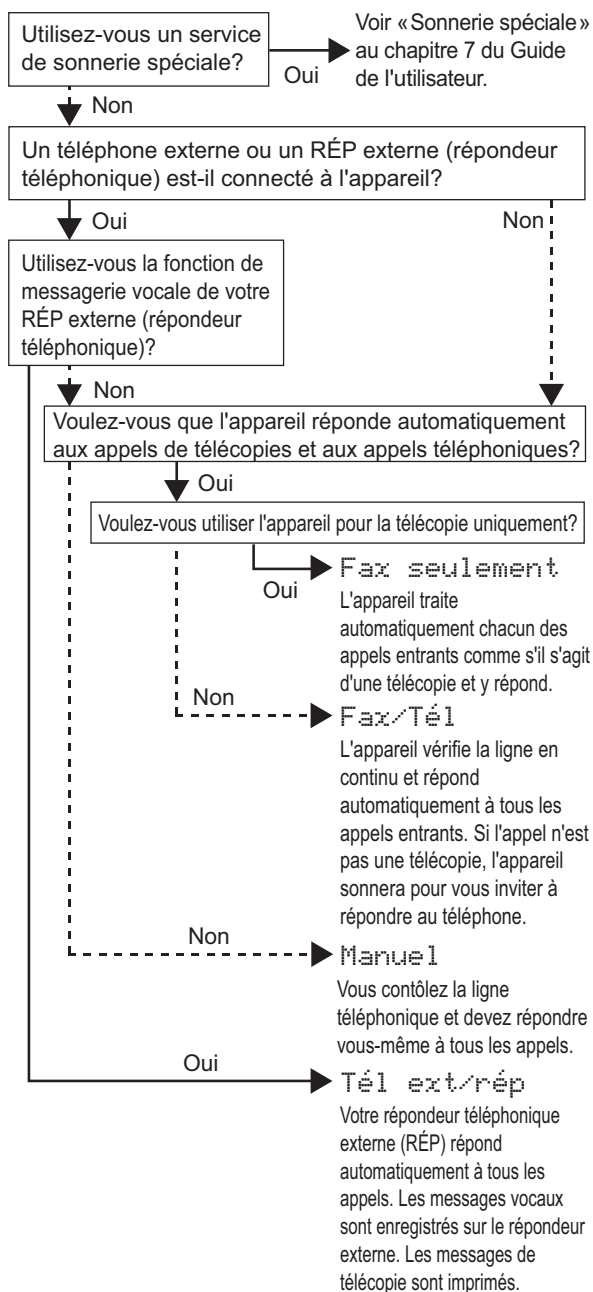 Utilisez-vous un service
de sonnerie spéciale?
Oui
Voir «Sonnerie spéciale»
au chapitre 7 du Guide
de l'utilisateur.
Non
Un téléphone externe ou un RÉP externe (répondeur
téléphonique) est-il connecté à l'appareil?
Oui
Non
Utilisez-vous la fonction de
messagerie vocale de votre
RÉP externe (répondeur
téléphonique)?
Non
Voulez-vous que l'appareil réponde automatiquement
aux appels de télécopies et aux appels téléphoniques?
Oui
Voulez-vous utiliser l'appareil pour la télécopie uniquement?
Oui
Fax seulement
L'appareil traite
automatiquement chacun des
appels entrants comme s'il s'agit
d'une télécopie et y répond.
Non
Fax/Tél
L'appareil vérifie la ligne en
continu et répond
automatiquement à tous les
appels entrants. Si l'appel n'est
pas une télécopie, l'appareil
sonnera pour vous inviter à
répondre au téléphone.
Non
Manuel
Vous contôlez la ligne
téléphonique et devez répondre
vous-même à tous les appels.
Oui
Tél ext/rép
Votre répondeur téléphonique
externe (RÉP) répond
automatiquement à tous les
appels. Les messages vocaux
sont enregistrés sur le répondeur
externe. Les messages de
télécopie sont imprimés.